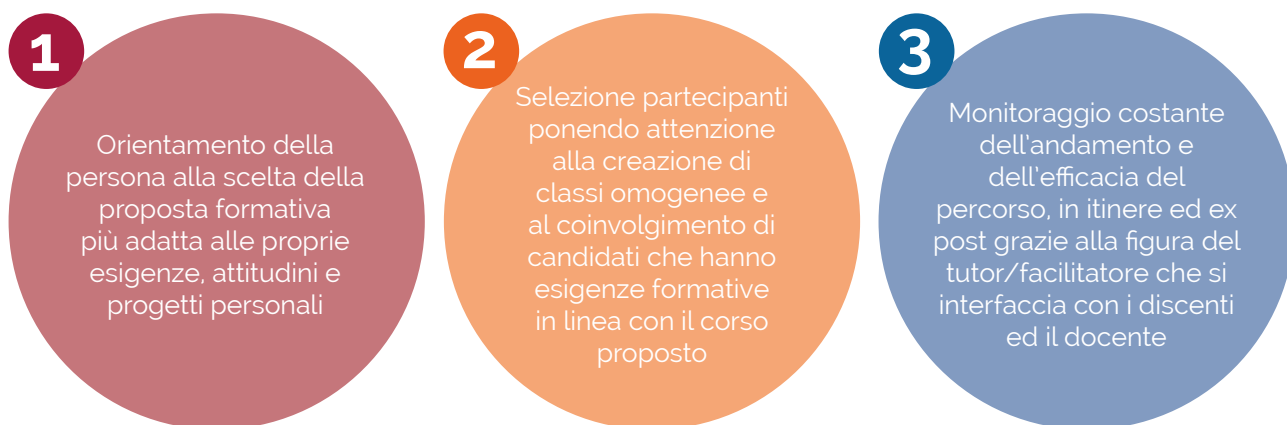 1
Orientamento della
persona alla scelta della
proposta formativa
più adatta alle proprie
esigenze, attitudini e
progetti personali
2
Selezione partecipanti
ponendo attenzione
alla creazione di
classi omogenee e
al coinvolgimento di
candidati che hanno
esigenze formative
in linea con il corso
proposto
3
Monitoraggio costante
dell'andamento e
dell'efficacia del
percorso, in itinere ed ex
post grazie alla figura del
tutor/facilitatore che si
interfaccia con i discenti
ed il docente